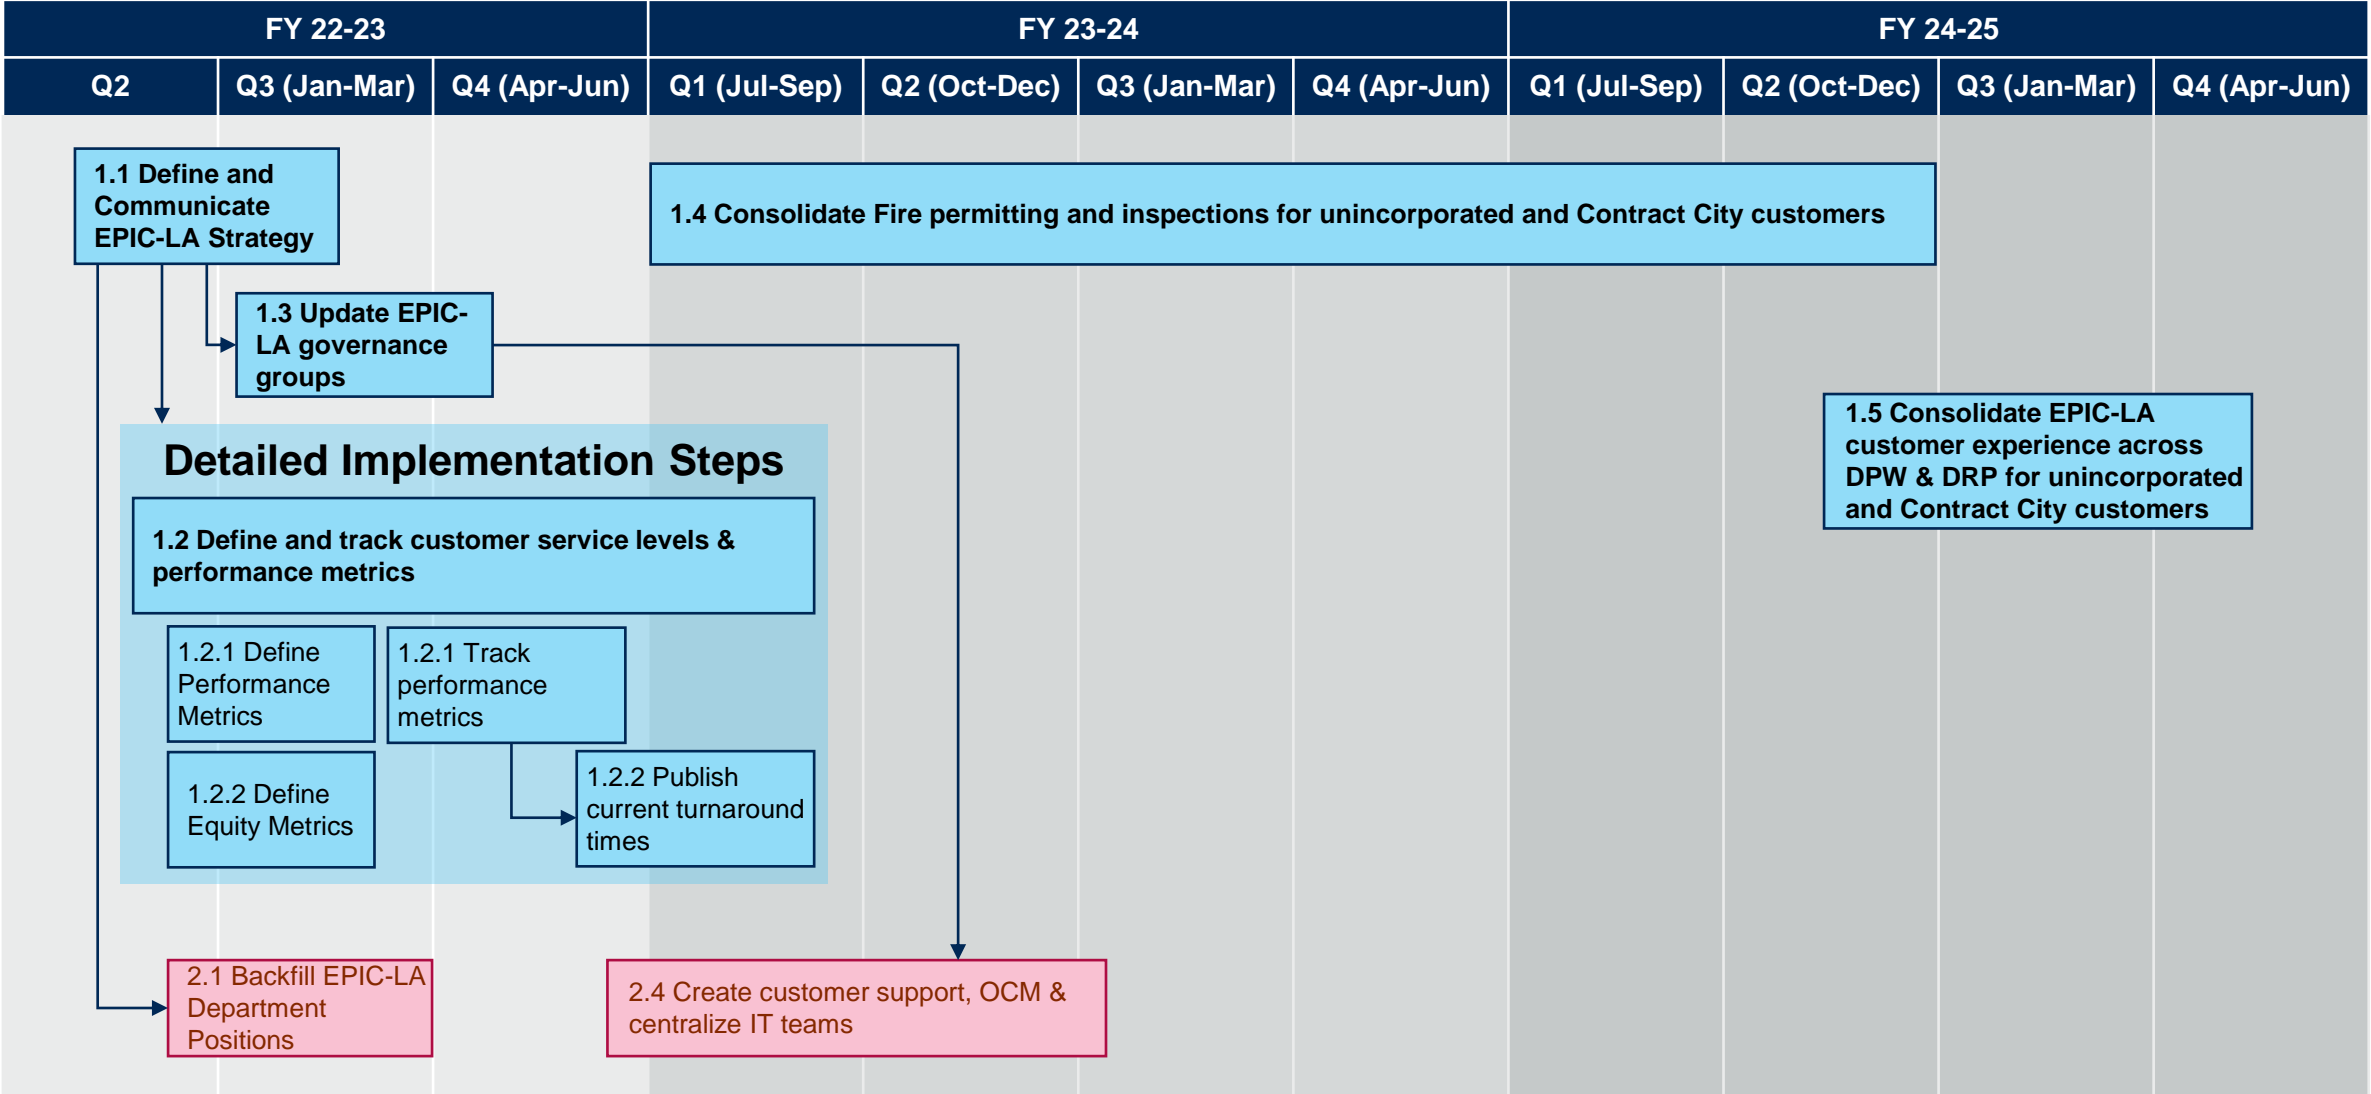 FY 22-23
FY 23-24
FY 24-25
Q2
Q3 (Jan-Mar)
Q4 (Apr-Jun)
Q1 (Jul-Sep)
Q2 (Oct-Dec)
Q3 (Jan-Mar)
Q4 (Apr-Jun)
Q1 (Jul-Sep)
Q2 (Oct-Dec)
Q3 (Jan-Mar)
Q4 (Apr-Jun)
1.1 Define and
Communicate
EPIC-LA Strategy
1.4 Consolidate Fire permitting and inspections for unincorporated and Contract City customers
1.3 Update EPIC-
LA governance
groups
1.5 Consolidate EPIC-LA
customer experience across
DPW & DRP for unincorporated
and Contract City customers
Detailed Implementation Steps
1.2 Define and track customer service levels &
performance metrics
1.2.1 Define
Performance
Metrics
1.2.1 Track
performance
metrics
1.2.2 Define
Equity Metrics
1.2.2 Publish
current turnaround
times
2.1 Backfill EPIC-LA
Department
Positions
2.4 Create customer support, OCM &
centralize IT teams